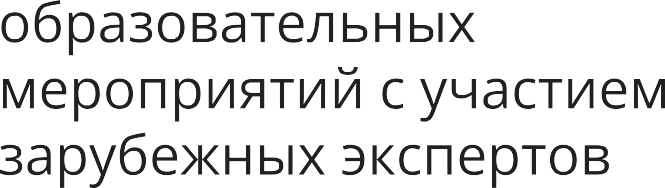 образовательных
мероприятий с участием
зарубежных экспертов